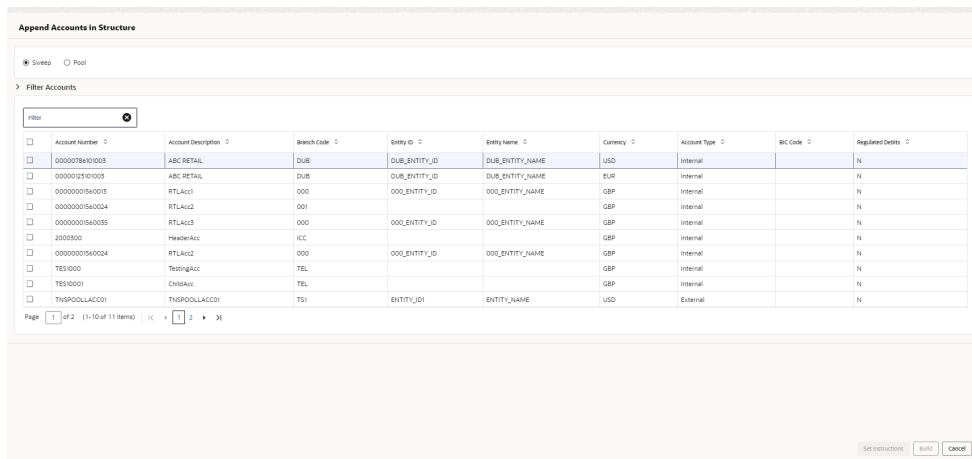 Append Accounts in Structure
Sweep Pool
Filter Accounts
Filter
Account Number Account Description Branch Code Entity ID Entity Name Currency Account Type BIC Code Regulated Debits
00000786101003 ABC RETAIL DUB DUB_ENTITY_ID DUB_ENTITY_NAME USD Internal N
00000123101003 ABC RETAIL DUB DUB_ENTITY_ID DUB_ENTITY_NAME EUR Internal N
00000001560013 RTLAcc1 000 000_ENTITY_ID 000_ENTITY_NAME GBP Internal N
00000001560024 RTLAcc2 001 GBP Internal N
00000001560035 RTLAcc3 000 000_ENTITY_ID 000_ENTITY_NAME GBP Internal N
2000300 HeaderAcc ICC GBP Internal N
00000001560024 RTLAcc2 000 000_ENTITY_ID 000_ENTITY_NAME GBP Internal N
TES1000 TestingAcc TEL GBP Internal N
TES10001 ChildAcc TEL GBP Internal N
TNSPOOLLACC01 TNSPOOLLACC01 TS1 ENTITY_ID1 ENTITY_NAME USD External N
Page 1 of 2 (1-10 of 11 items) 1 2
Set Instructions Build Cancel